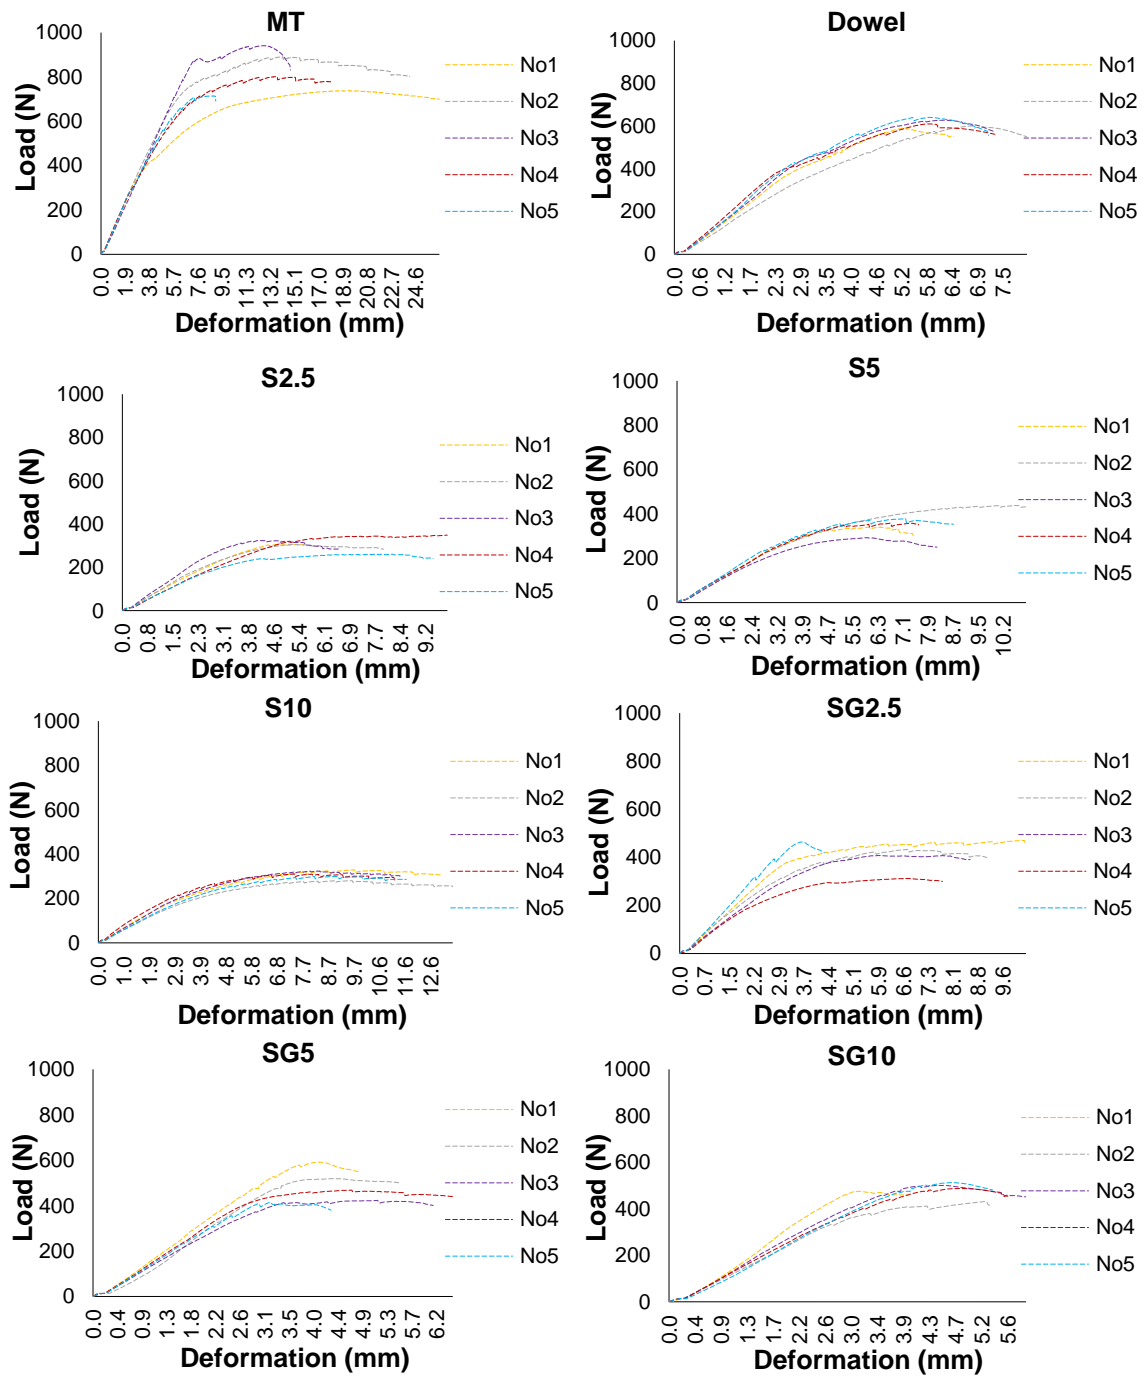 MT
Load (N)
1000
800
600
400
200
0
0.0 1.9 3.8 5.7 7.6 9.5 11.3 13.2 15.1 17.0 18.9 20.8 22.7 24.6
Deformation (mm)
No1
No2
No3
No4
No5
Dowel
Load (N)
1000
800
600
400
200
0
0.0 0.6 1.2 1.7 2.3 2.9 3.5 4.0 4.6 5.2 5.8 6.4 6.9 7.5
Deformation (mm)
No1
No2
No3
No4
No5
S2.5
Load (N)
1000
800
600
400
200
0
0.0 0.8 1.5 2.3 3.1 3.8 4.6 5.4 6.1 6.9 7.7 8.4 9.2
Deformation (mm)
No1
No2
No3
No4
No5
S5
Load (N)
1000
800
600
400
200
0
0.0 0.8 1.6 2.4 3.2 3.9 4.7 5.5 6.3 7.1 7.9 8.7 9.5 10.2
Deformation (mm)
No1
No2
No3
No4
No5
S10
Load (N)
1000
800
600
400
200
0
0.0 1.0 1.9 2.9 3.9 4.8 5.8 6.8 7.7 8.7 9.7 10.6 11.6 12.6
Deformation (mm)
No1
No2
No3
No4
No5
SG2.5
Load (N)
1000
800
600
400
200
0
0.0 0.7 1.5 2.2 2.9 3.7 4.4 5.1 5.9 6.6 7.3 8.1 8.8 9.6
Deformation (mm)
No1
No2
No3
No4
No5
SG5
Load (N)
1000
800
600
400
200
0
0.0 0.4 0.9 1.3 1.8 2.2 2.6 3.1 3.5 4.0 4.4 4.9 5.3 5.7 6.2
Deformation (mm)
No1
No2
No3
No4
No5
SG10
Load (N)
1000
800
600
400
200
0
0.0 0.4 0.9 1.3 1.7 2.2 2.6 3.0 3.4 3.9 4.3 4.7 5.2 5.6
Deformation (mm)
No1
No2
No3
No4
No5